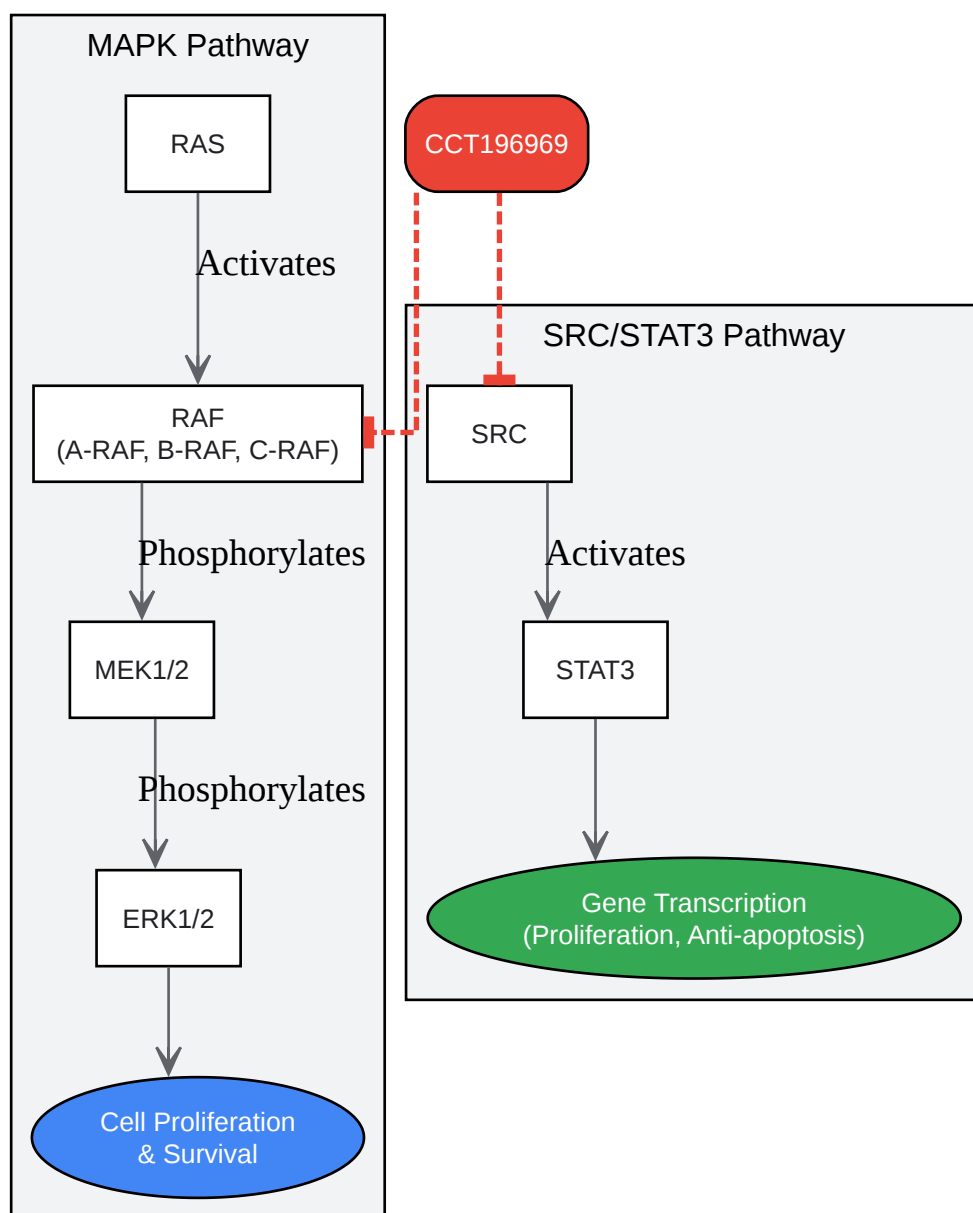 MAPK Pathway
RAS
Activates
RAF
(A-RAF, B-RAF, C-RAF)
Phosphorylates
MEK1/2
Phosphorylates
ERK1/2
Cell Proliferation
& Survival
CCT196969
SRC/STAT3 Pathway
SRC
Activates
STAT3
Gene Transcription
(Proliferation, Anti-apoptosis)